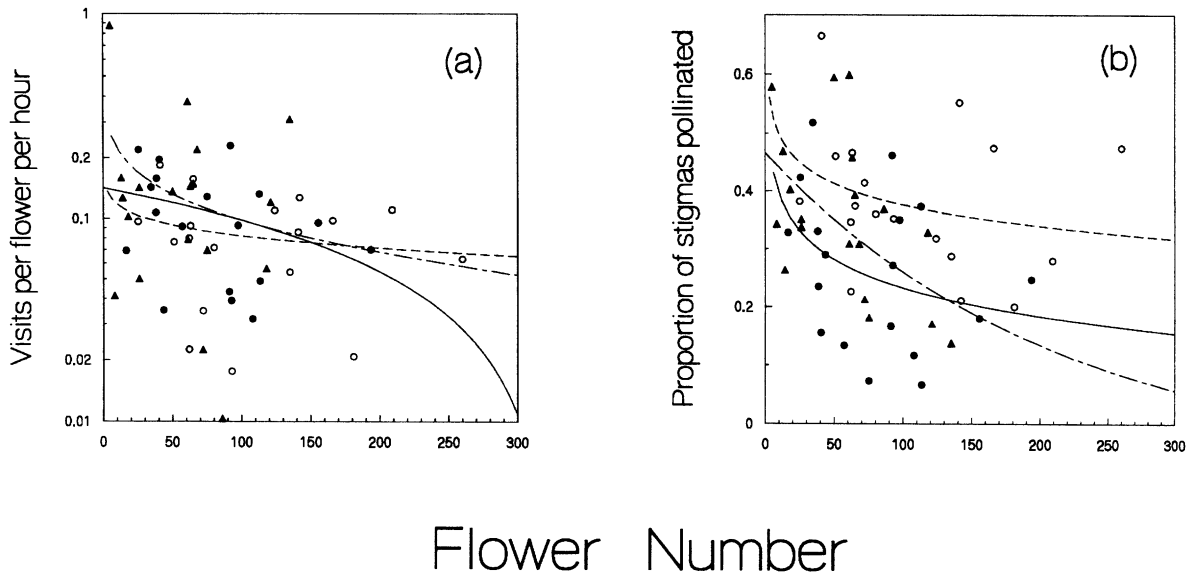 1
(a)
0.2
0.1
0.02
0.01
0 50 100 150 200 250 300
Visits per flower per hour
(b)
0.6
0.4
0.2
0
0 50 100 150 200 250 300
Proportion of stigmas pollinated
Flower Number